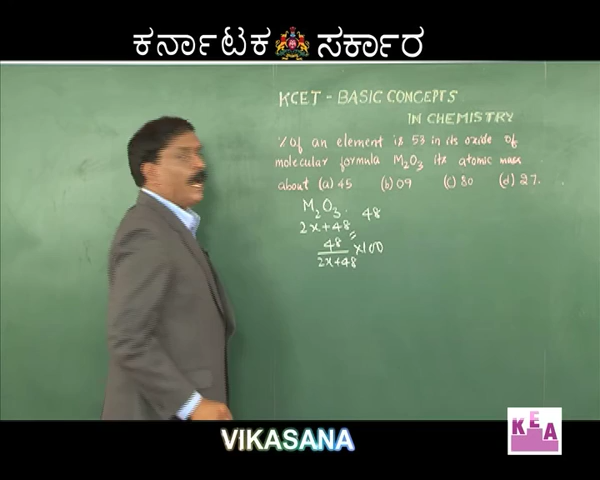 ಕರ್ನಾಟಕ ಸರ್ಕಾರ
KCET - BASIC CONCEPTS
IN CHEMISTRY
% of an element is 53 in its oxide of
molecular formula M₂O₃ its atomic mass
about (a) 45 (b) 09 (c) 80 (d) 27.
M₂O₃. 48
2x+48
48
×100
2x+48
VIKASANA
KEA